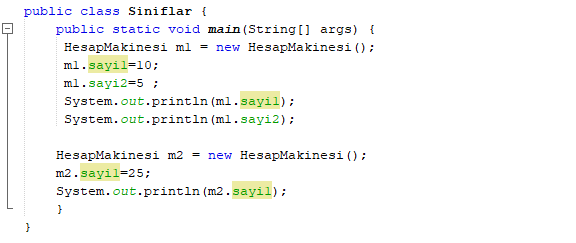 public class Siniflar {
public static void main(String[] args) {
HesapMakinesi m1 = new HesapMakinesi();
m1.sayi1=10;
m1.sayi2=5 ;
System.out.println(m1.sayi1);
System.out.println(m1.sayi2);
HesapMakinesi m2 = new HesapMakinesi();
m2.sayi1=25;
System.out.println(m2.sayi1);
}
}